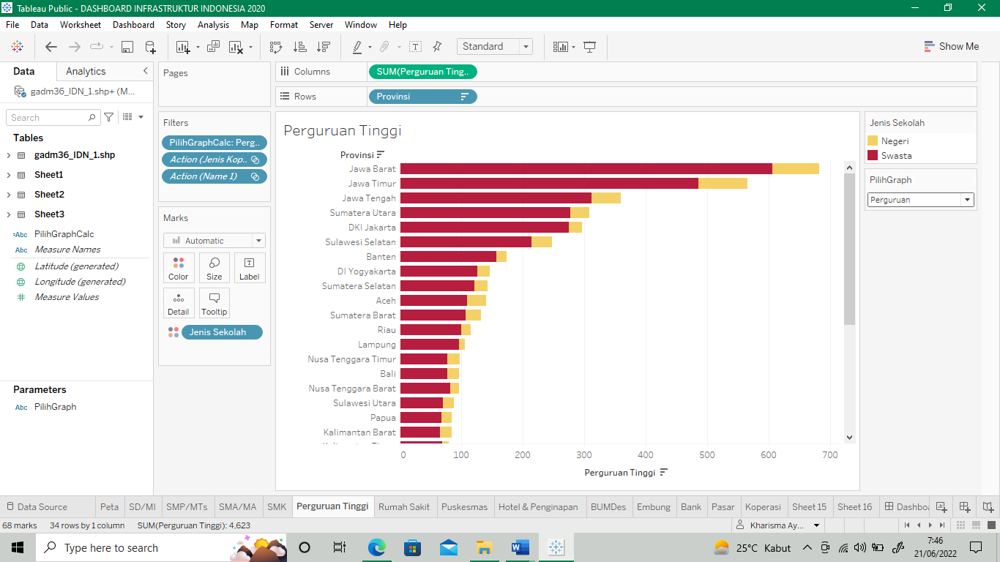 Tableau Public - DASHBOARD INFRASTRUKTUR INDONESIA 2020
File Data Worksheet Dashboard Story Analysis Map Format Server Window Help
Standard
Show Me
Data Analytics
gadm36_IDN_1.shp+ (M...
Search
Tables
gadm36_IDN_1.shp
Sheet1
Sheet2
Sheet3
=Abc PilihGraphCalc
Abc Measure Names
Latitude (generated)
Longitude (generated)
# Measure Values
Parameters
Abc PilihGraph
Pages
Filters
PilihGraphCalc: Perg..
Action (Jenis Kop..
Action (Name 1)
Marks
Automatic
Color Size Label
Detail Tooltip
Jenis Sekolah
Columns SUM(Perguruan Ting..
Rows Provinsi
Perguruan Tinggi
Provinsi
Jawa Barat
Jawa Timur
Jawa Tengah
Sumatera Utara
DKI Jakarta
Sulawesi Selatan
Banten
DI Yogyakarta
Sumatera Selatan
Aceh
Sumatera Barat
Riau
Lampung
Nusa Tenggara Timur
Bali
Nusa Tenggara Barat
Sulawesi Utara
Papua
Kalimantan Barat
0 100 200 300 400 500 600 700
Perguruan Tinggi
Jenis Sekolah
Negeri
Swasta
PilihGraph
Perguruan
Data Source Peta SD/MI SMP/MTs SMA/MA SMK Perguruan Tinggi Rumah Sakit Puskesmas Hotel & Penginapan BUMDes Embung Bank Pasar Koperasi Sheet 15 Sheet 16 Dashboa
68 marks 34 rows by 1 column SUM(Perguruan Tinggi): 4,623 Kharisma Ay...
Type here to search 25°C Kabut 7:46
21/06/2022